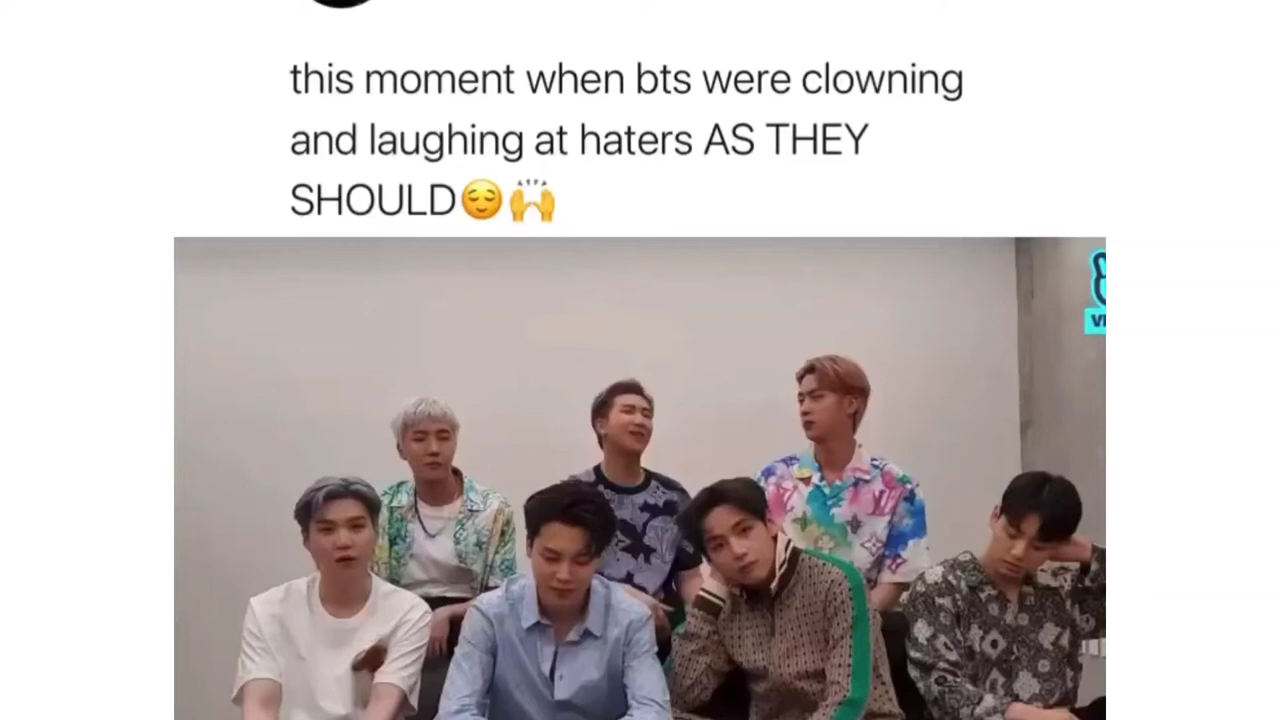 this moment when bts were clowning
and laughing at haters AS THEY
SHOULD😌🙌